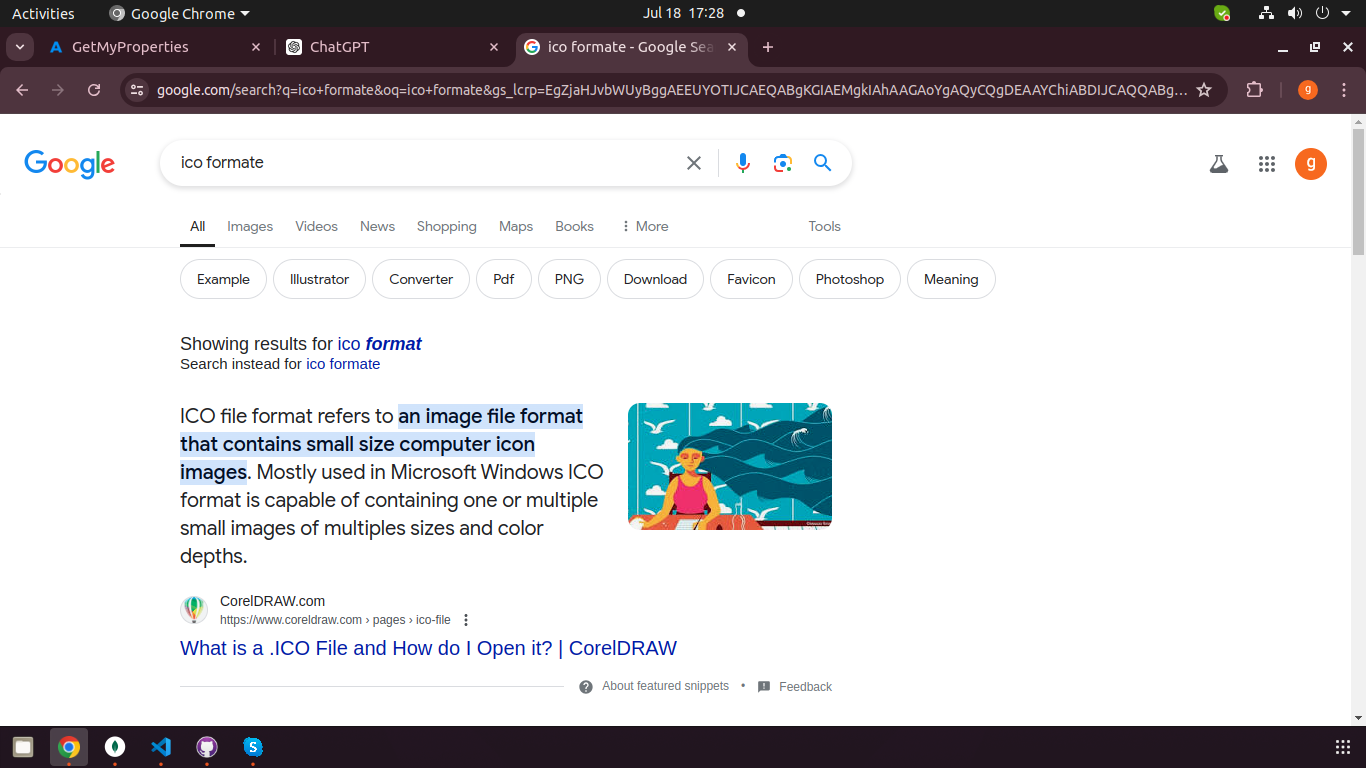 Activities Google Chrome Jul 18 17:28
GetMyProperties ChatGPT ico formate - Google Sea
google.com/search?q=ico+formate&oq=ico+formate&gs_lcrp=EgZjaHJvbWUyBggAEEUYOTIJCAEQABgKGIAEMgkIAhAAGAoYgAQyCQgDEAAYChiABDIJCAQQABg... g
Google ico formate g
All Images Videos News Shopping Maps Books More Tools
Example Illustrator Converter Pdf PNG Download Favicon Photoshop Meaning
Showing results for ico format
Search instead for ico formate
ICO file format refers to an image file format
that contains small size computer icon
images. Mostly used in Microsoft Windows ICO
format is capable of containing one or multiple
small images of multiples sizes and color
depths.
CorelDRAW.com
https://www.coreldraw.com › pages › ico-file
What is a .ICO File and How do I Open it? | CorelDRAW
About featured snippets • Feedback